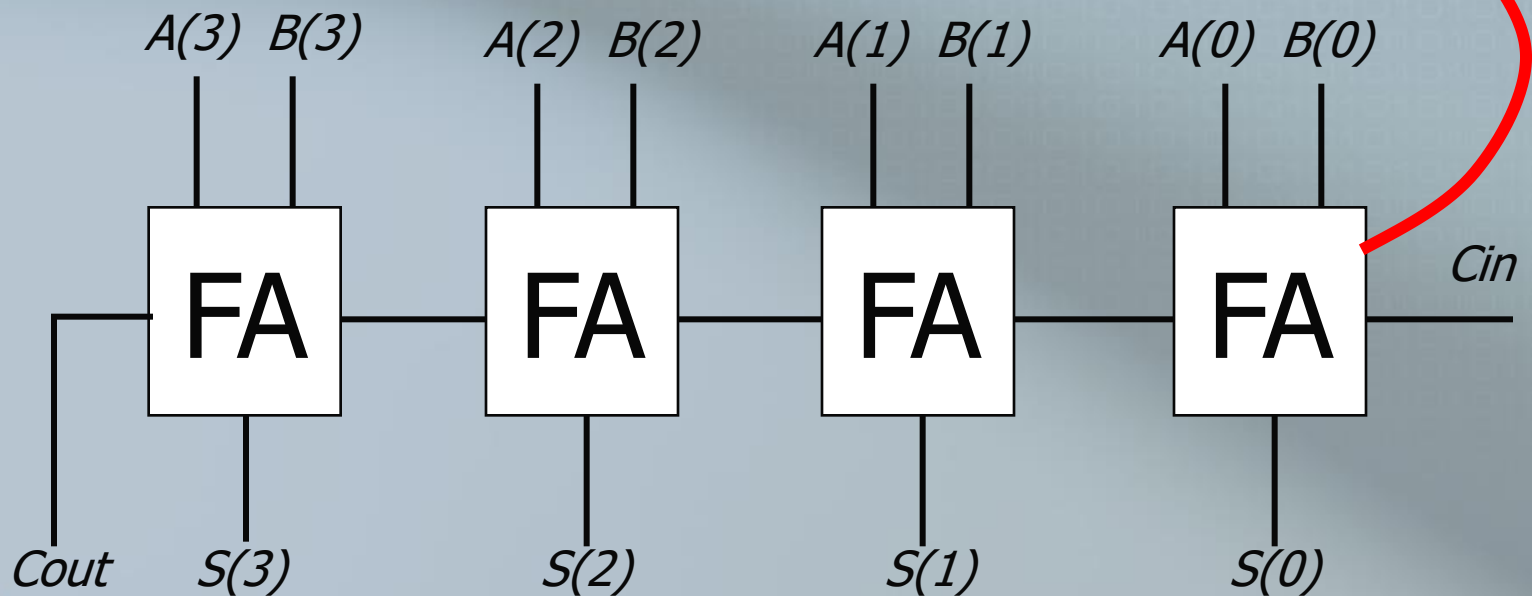 A(3) B(3) A(2) B(2) A(1) B(1) A(0) B(0)
Cin
FA FA FA FA
Cout S(3) S(2) S(1) S(0)